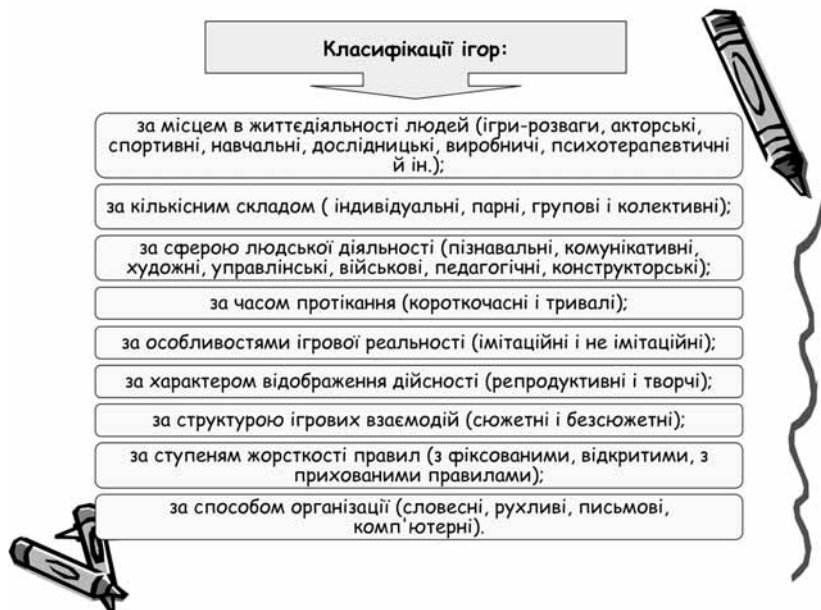 Класифікації ігор:
за місцем в життєдіяльності людей (ігри-розваги, акторські,
спортивні, навчальні, дослідницькі, виробничі, психотерапевтичні
й ін.);
за кількісним складом ( індивідуальні, парні, групові і колективні);
за сферою людської діяльності (пізнавальні, комунікативні,
художні, управлінські, військові, педагогічні, конструкторські);
за часом протікання (короткочасні і тривалі);
за особливостями ігрової реальності (імітаційні і не імітаційні);
за характером відображення дійсності (репродуктивні і творчі);
за структурою ігрових взаємодій (сюжетні і безсюжетні);
за ступеням жорсткості правил (з фіксованими, відкритими, з
прихованими правилами);
за способом організації (словесні, рухливі, письмові,
комп'ютерні).